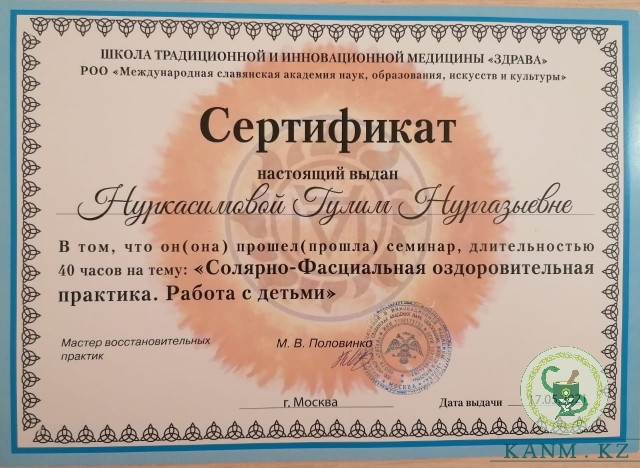 ШКОЛА ТРАДИЦИОННОЙ И ИННОВАЦИОННОЙ МЕДИЦИНЫ «ЗДРАВА»
РОО «Международная славянская академия наук, образования, искусств и культуры»
Сертификат
настоящий выдан
Нуркасимовой Гулим Нургазыевне
В том, что он(она) прошел(прошла) семинар, длительностью
40 часов на тему: «Солярно-Фасциальная оздоровительная
практика. Работа с детьми»
Мастер восстановительных
практик
М. В. Половинко
МОСКВА
г. Москва
Дата выдачи
KANM.KZ